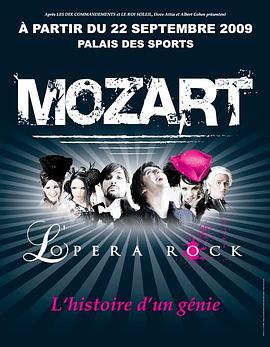 Après LES DIX COMMANDEMENTS et LE ROI SOLEIL, Dove Attia et Albert Cohen présentent
À PARTIR DU 22 SEPTEMBRE 2009
PALAIS DES SPORTS
MOZART
L'OPERA ROCK
L'histoire d'un génie